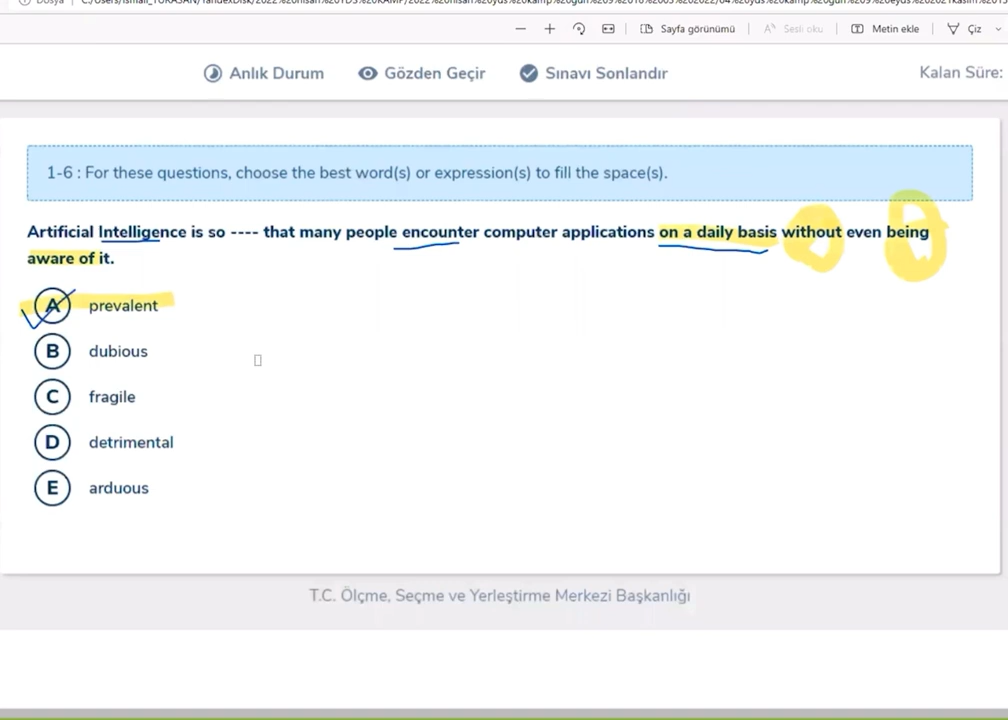 Sayfa görünümü
Sesli oku
Metin ekle
Çiz
Anlık Durum
Gözden Geçir
Sınavı Sonlandır
Kalan Süre:
1-6 : For these questions, choose the best word(s) or expression(s) to fill the space(s).
Artificial Intelligence is so ---- that many people encounter computer applications on a daily basis without even being
aware of it.
A prevalent
B dubious
C fragile
D detrimental
E arduous
T.C. Ölçme, Seçme ve Yerleştirme Merkezi Başkanlığı